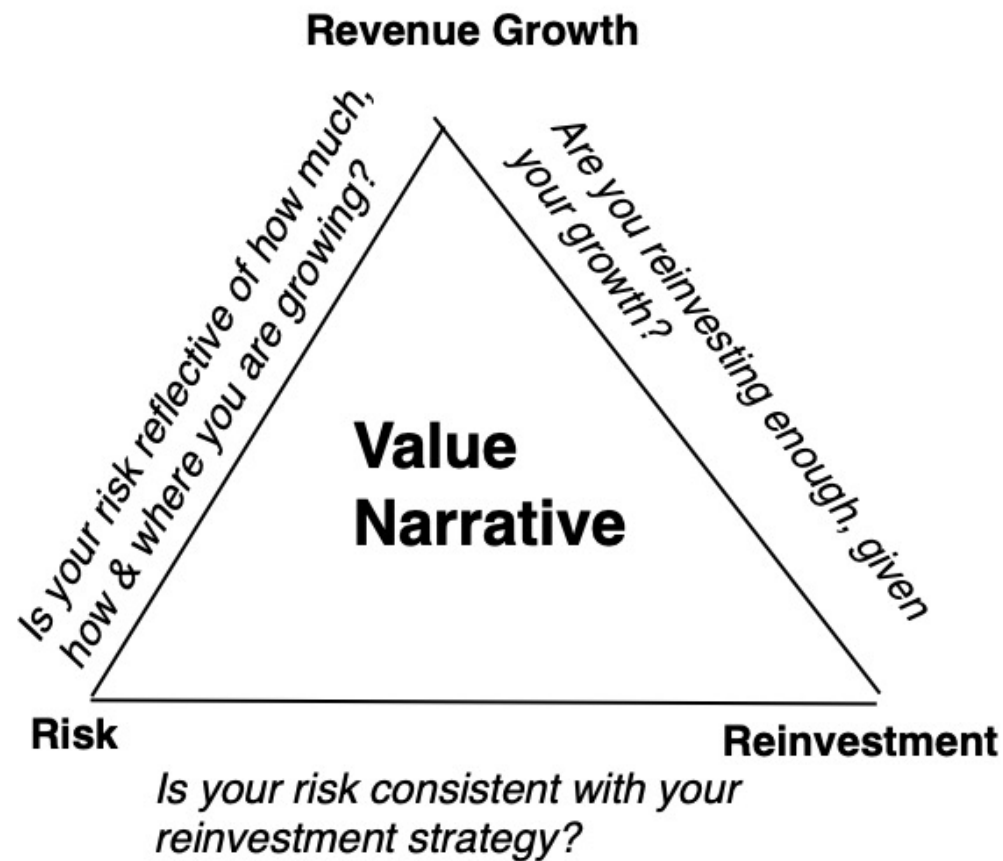 Revenue Growth
Is your risk reflective of how much,
how & where you are growing?
Are you reinvesting enough, given
your growth?
Value
Narrative
Risk
Reinvestment
Is your risk consistent with your
reinvestment strategy?